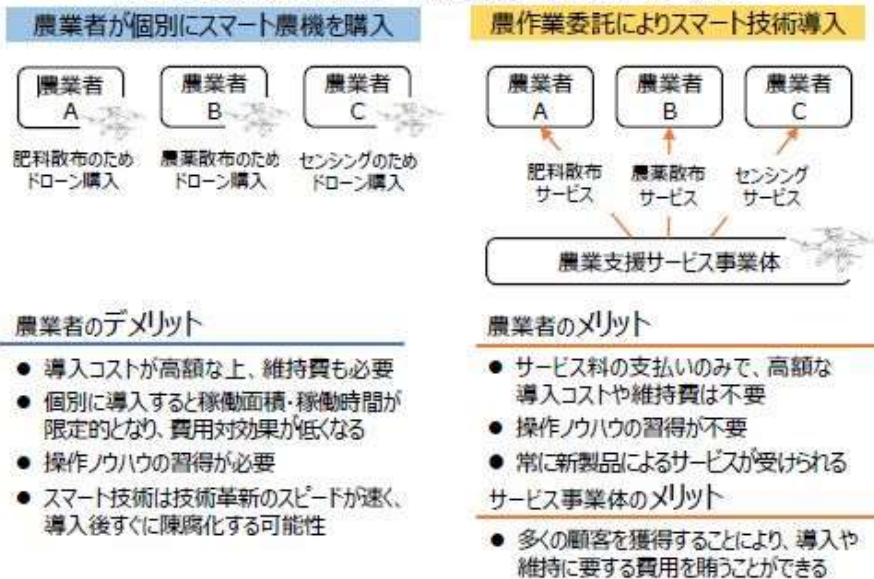 農業者が個別にスマート農機を購入
農業者
A
農業者
B
農業者
C
肥料散布のため
ドローン購入
農薬散布のため
ドローン購入
センシングのため
ドローン購入
農業者のデメリット
● 導入コストが高額な上、維持費も必要
● 個別に導入すると稼働面積・稼働時間が
限定的となり、費用対効果が低くなる
● 操作ノウハウの習得が必要
● スマート技術は技術革新のスピードが速く、
導入後すぐに陳腐化する可能性
農作業委託によりスマート技術導入
農業者
A
農業者
B
農業者
C
肥料散布
サービス
農薬散布
サービス
センシング
サービス
農業支援サービス事業体
農業者のメリット
● サービス料の支払いのみで、高額な
導入コストや維持費は不要
● 操作ノウハウの習得が不要
● 常に新製品によるサービスが受けられる
サービス事業体のメリット
● 多くの顧客を獲得することにより、導入や
維持に要する費用を賄うことができる